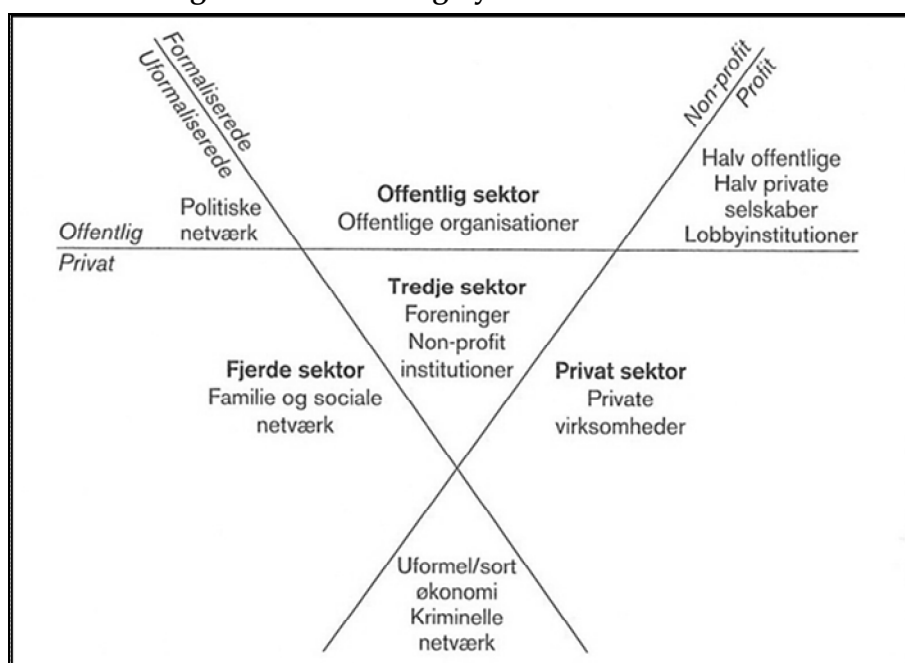 Formaliserede
Uformaliserede
Non-profit
Profit
Halv offentlige
Halv private
selskaber
Lobbyinstitutioner
Offentlig sektor
Offentlige organisationer
Politiske
netværk
Offentlig
Privat
Tredje sektor
Foreninger
Non-profit
institutioner
Fjerde sektor
Familie og sociale
netværk
Privat sektor
Private
virksomheder
Uformel/sort
økonomi
Kriminelle
netværk